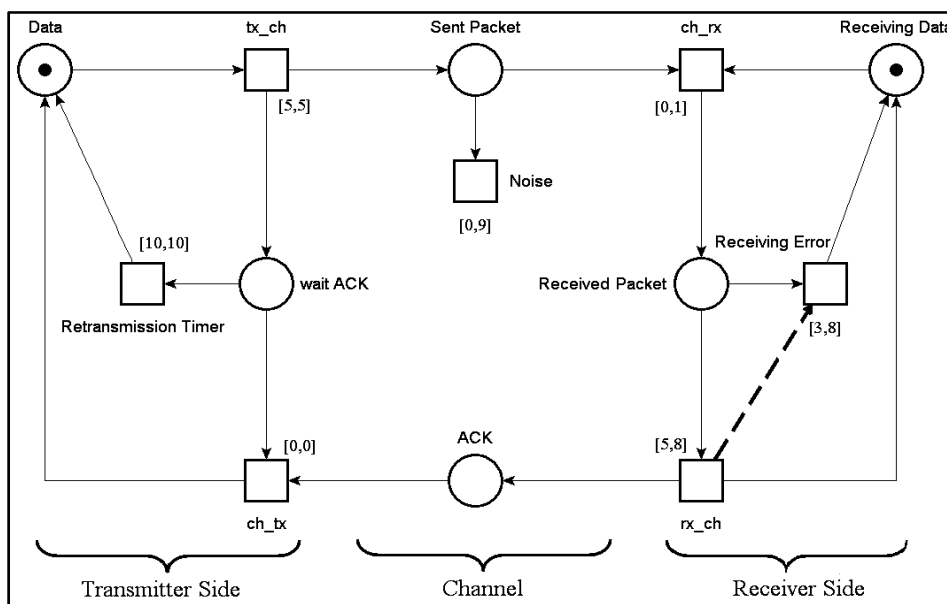 Data
tx_ch
Sent Packet
ch_rx
Receiving Data
[5,5]
[0,1]
Noise
[0,9]
[10,10]
Receiving Error
wait ACK
Received Packet
Retransmission Timer
[3,8]
ACK
[0,0]
[5,8]
ch_tx
rx_ch
Transmitter Side
Channel
Receiver Side